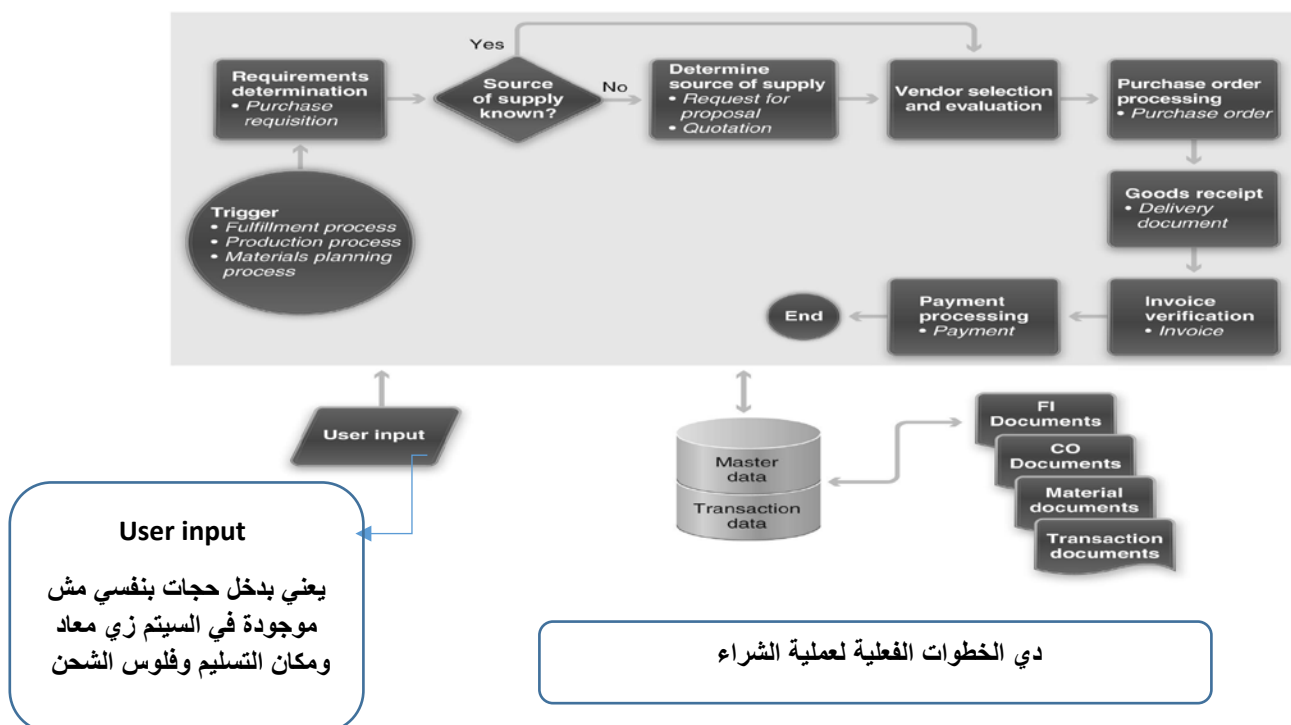 Yes
Requirements
determination
• Purchase
requisition
Source
of supply
known?
No
Determine
source of supply
• Request for
proposal
• Quotation
Vendor selection
and evaluation
Purchase order
processing
• Purchase order
Trigger
• Fulfillment process
• Production process
• Materials planning
process
Goods receipt
• Delivery
document
End
Payment
processing
• Payment
Invoice
verification
• Invoice
User input
Master
data
Transaction
data
FI
Documents
CO
Documents
Material
documents
Transaction
documents
User input
يعني بدخل حجات بنفسي مش
موجودة في السيتم زي معاد
ومكان التسليم وفلوس الشحن
دي الخطوات الفعلية لعملية الشراء